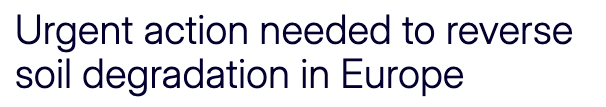 Urgent action needed to reverse
soil degradation in Europe